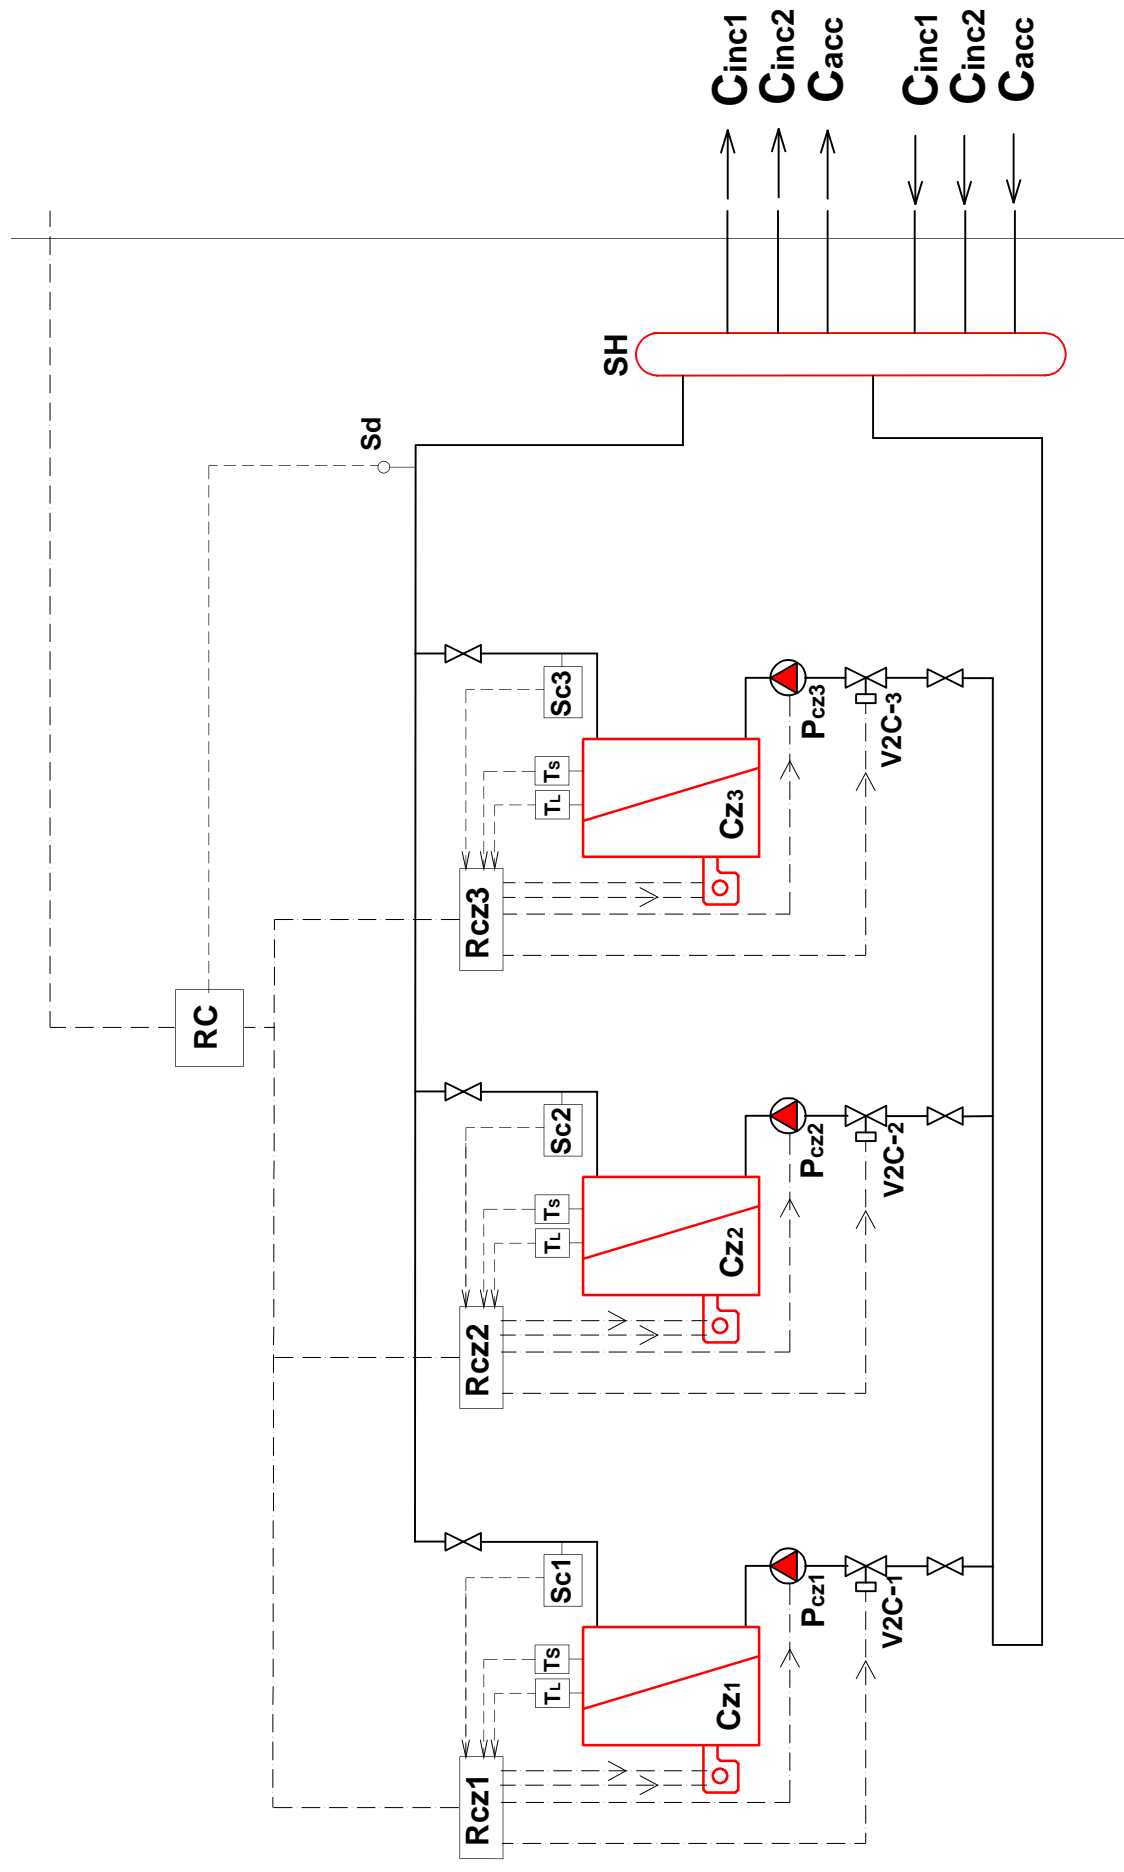 Cinc1
Cinc2
Cacc
Cinc1
Cinc2
Cacc
SH
Sd
RC
Sc3
Ts
TL
Rcz3
Cz3
Pcz3
V2C-3
Sc2
Ts
TL
Rcz2
Cz2
Pcz2
V2C-2
Sc1
Ts
TL
Rcz1
Cz1
Pcz1
V2C-1